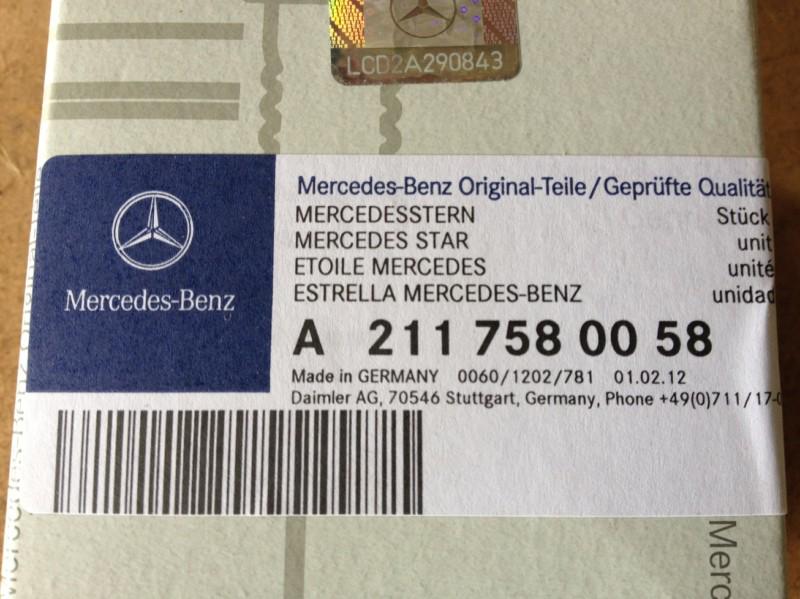 LCD2A290843
Mercedes-Benz
Mercedes-Benz Original-Teile/Geprüfte Qualität
MERCEDESSTERN Stück
MERCEDES STAR unit
ETOILE MERCEDES unité
ESTRELLA MERCEDES-BENZ unidad
A 211 758 00 58
Made in GERMANY 0060/1202/781 01.02.12
Daimler AG, 70546 Stuttgart, Germany, Phone +49(0)711/17-0
Merc